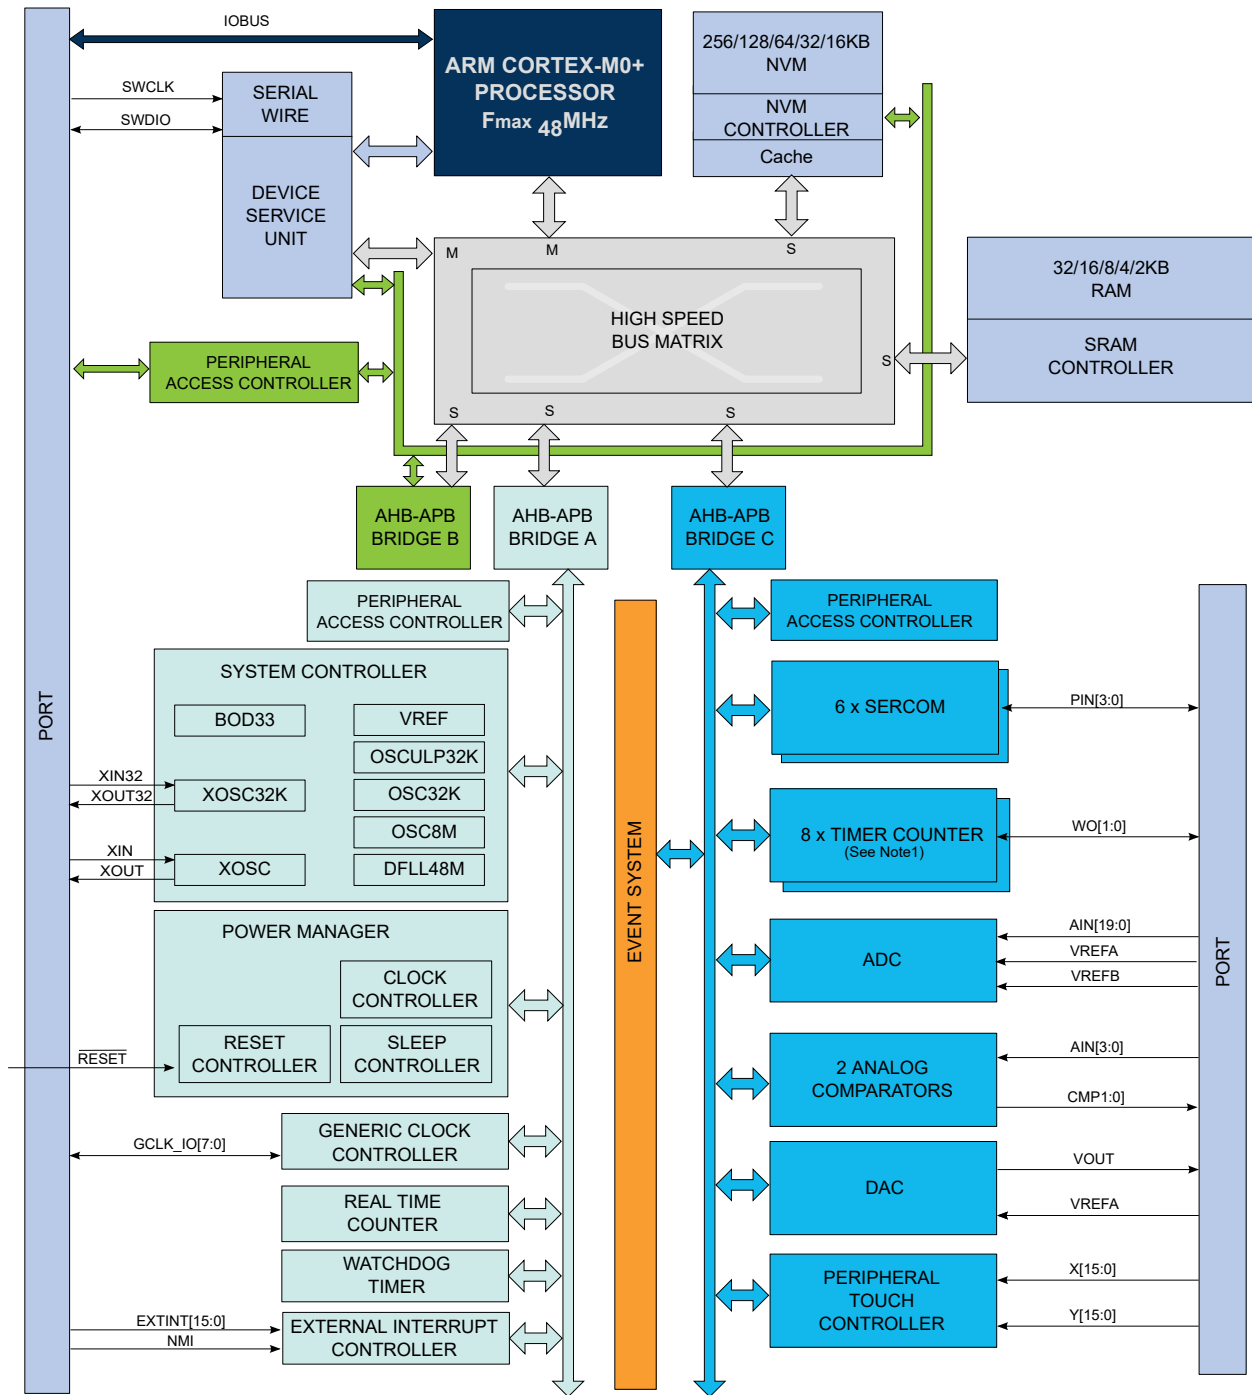 IOBUS
ARM CORTEX-M0+
PROCESSOR
Fmax 48MHz
256/128/64/32/16KB
NVM
NVM
CONTROLLER
Cache
SWCLK
SWDIO
SERIAL
WIRE
DEVICE
SERVICE
UNIT
M
M
S
HIGH SPEED
BUS MATRIX
S
S
S
S
32/16/8/4/2KB
RAM
SRAM
CONTROLLER
PERIPHERAL
ACCESS CONTROLLER
AHB-APB
BRIDGE B
AHB-APB
BRIDGE A
AHB-APB
BRIDGE C
PORT
PERIPHERAL
ACCESS CONTROLLER
SYSTEM CONTROLLER
BOD33
VREF
OSCULP32K
XIN32
XOUT32
XOSC32K
OSC32K
OSC8M
XIN
XOUT
XOSC
DFLL48M
POWER MANAGER
CLOCK
CONTROLLER
RESET
RESET
CONTROLLER
SLEEP
CONTROLLER
GCLK_IO[7:0]
GENERIC CLOCK
CONTROLLER
REAL TIME
COUNTER
WATCHDOG
TIMER
EXTINT[15:0]
NMI
EXTERNAL INTERRUPT
CONTROLLER
EVENT SYSTEM
PERIPHERAL
ACCESS CONTROLLER
6 x SERCOM
PIN[3:0]
8 x TIMER COUNTER
(See Note1)
WO[1:0]
ADC
AIN[19:0]
VREFA
VREFB
2 ANALOG
COMPARATORS
AIN[3:0]
CMP1:0]
DAC
VOUT
VREFA
PERIPHERAL
TOUCH
CONTROLLER
X[15:0]
Y[15:0]
PORT